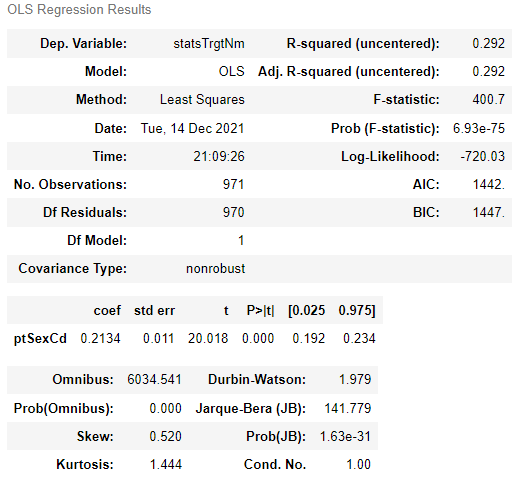 OLS Regression Results
Dep. Variable: statsTrgtNm R-squared (uncentered): 0.292
Model: OLS Adj. R-squared (uncentered): 0.292
Method: Least Squares F-statistic: 400.7
Date: Tue, 14 Dec 2021 Prob (F-statistic): 6.93e-75
Time: 21:09:26 Log-Likelihood: -720.03
No. Observations: 971 AIC: 1442.
Df Residuals: 970 BIC: 1447.
Df Model: 1
Covariance Type: nonrobust
coef std err t P>|t| [0.025 0.975]
ptSexCd 0.2134 0.011 20.018 0.000 0.192 0.234
Omnibus: 6034.541 Durbin-Watson: 1.979
Prob(Omnibus): 0.000 Jarque-Bera (JB): 141.779
Skew: 0.520 Prob(JB): 1.63e-31
Kurtosis: 1.444 Cond. No. 1.00